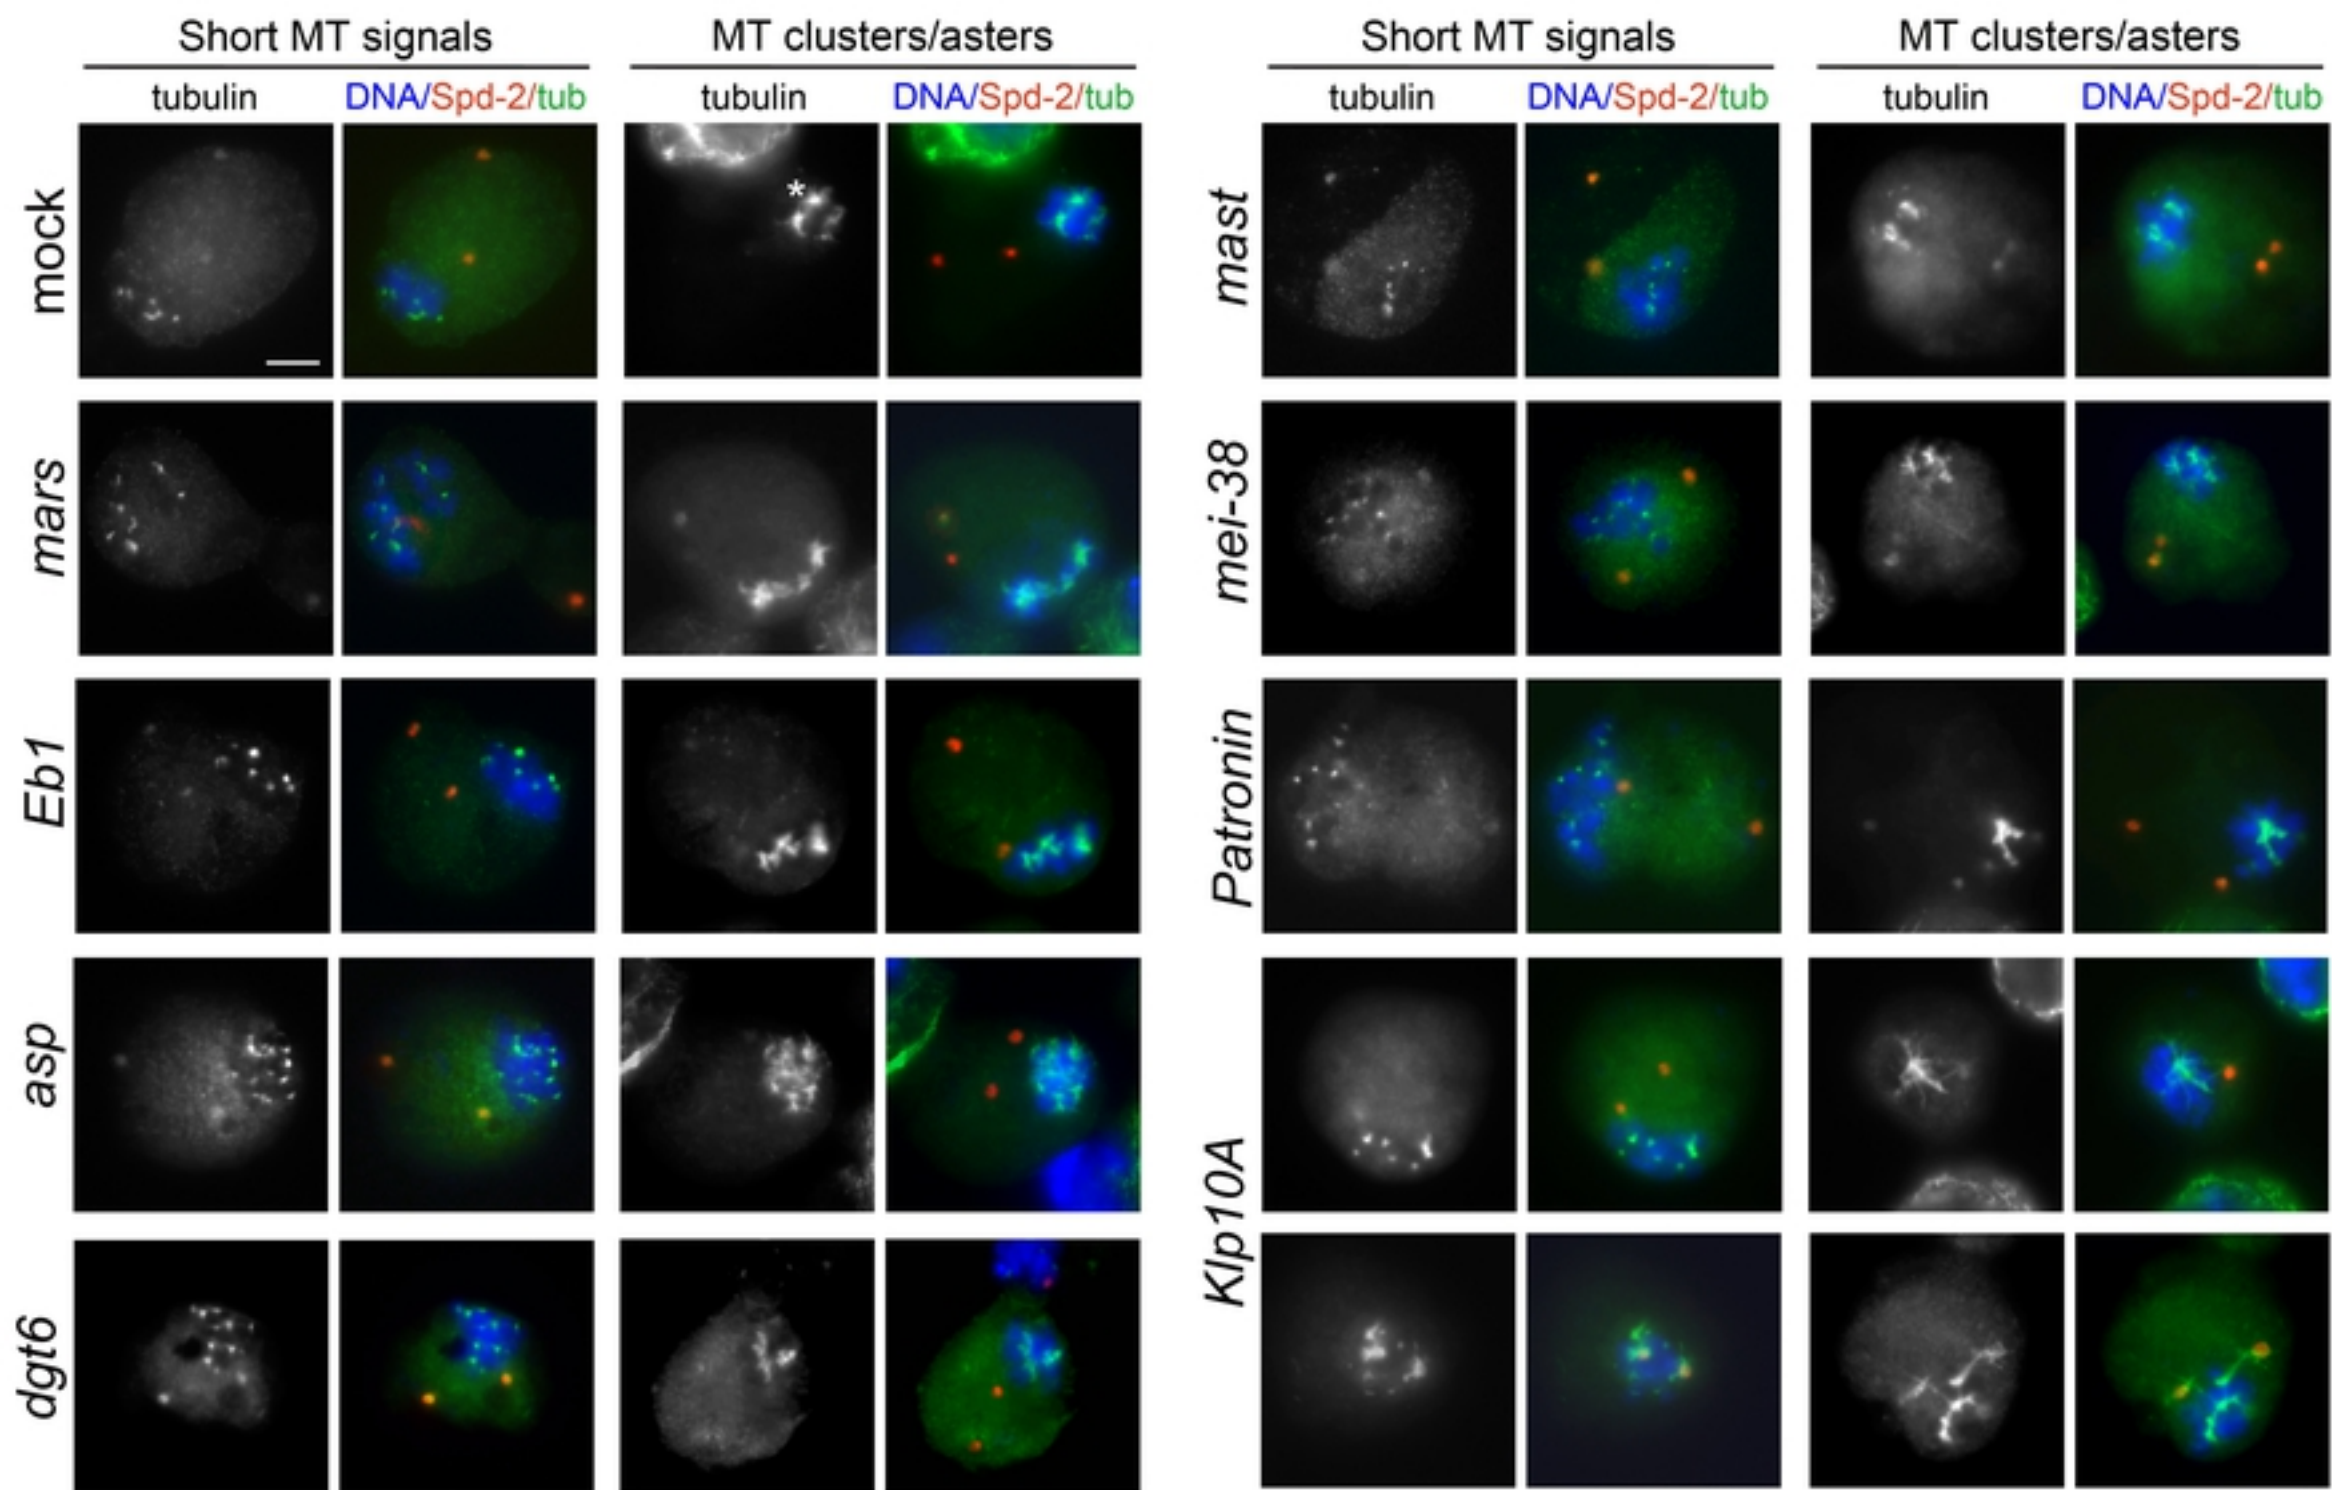 Short MT signals
MT clusters/asters
Short MT signals
MT clusters/asters
tubulin
DNA/Spd-2/tub
tubulin
DNA/Spd-2/tub
tubulin
DNA/Spd-2/tub
tubulin
DNA/Spd-2/tub
mock
*
mast
mars
mei-38
Eb1
Patronin
asp
Klp10A
dgt6